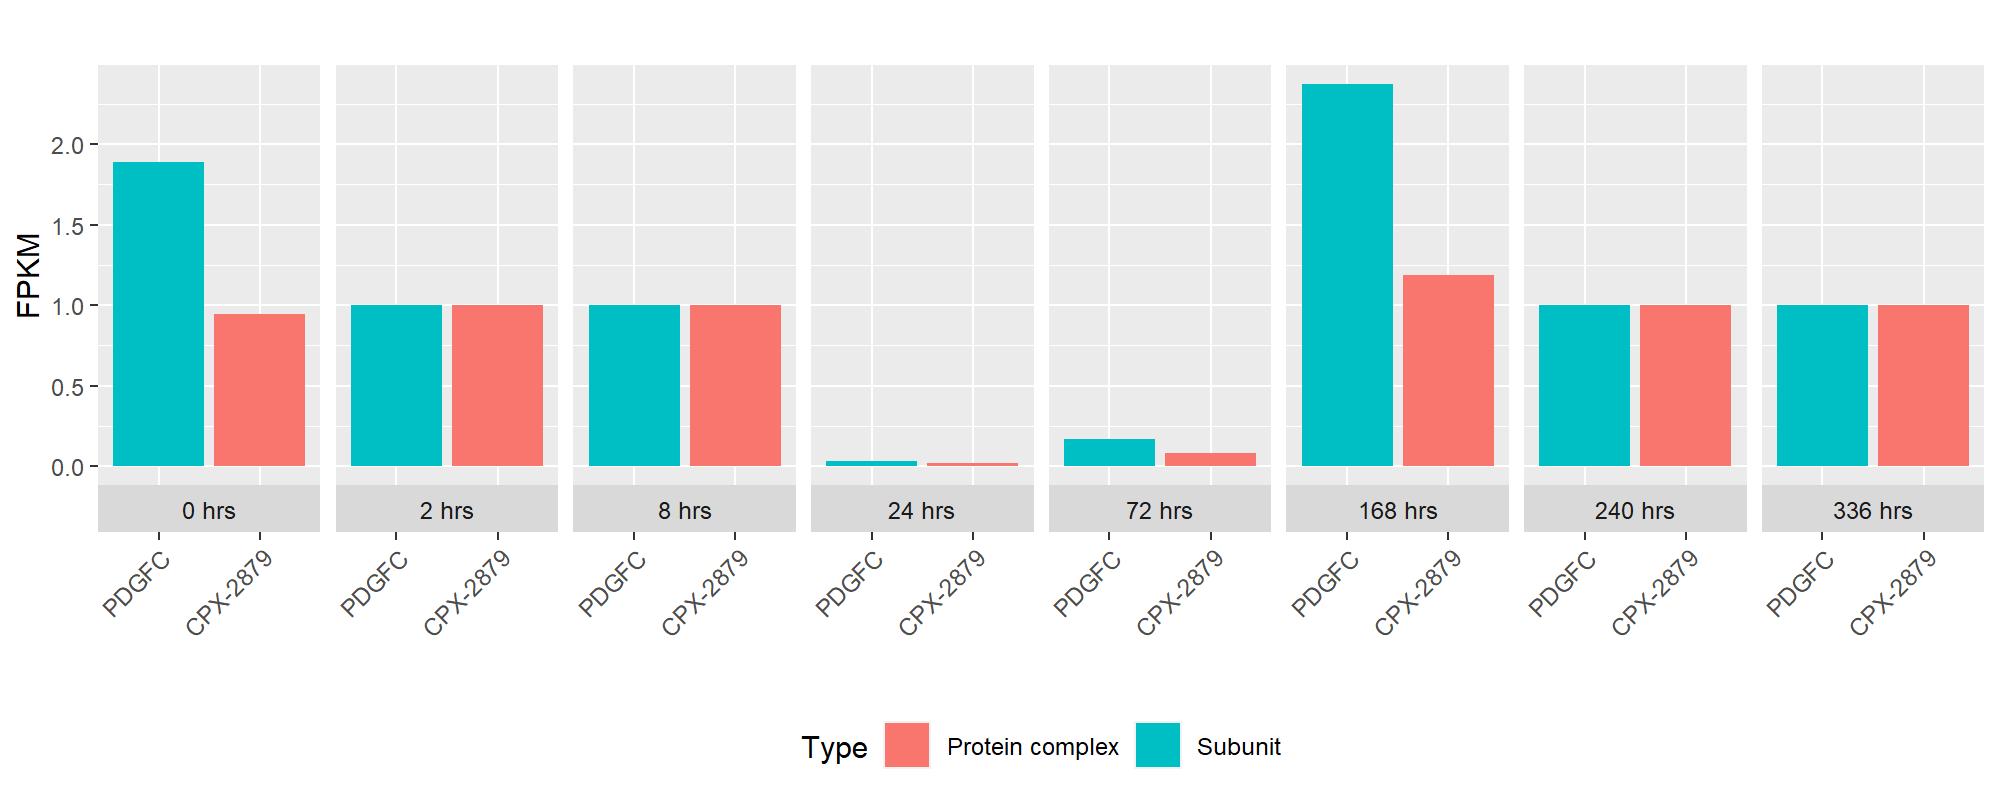 FPKM
2.0
1.5
1.0
0.5
0.0
0 hrs 2 hrs 8 hrs 24 hrs 72 hrs 168 hrs 240 hrs 336 hrs
PDGFC CPX-2879 PDGFC CPX-2879 PDGFC CPX-2879 PDGFC CPX-2879 PDGFC CPX-2879 PDGFC CPX-2879 PDGFC CPX-2879 PDGFC CPX-2879
Type Protein complex Subunit